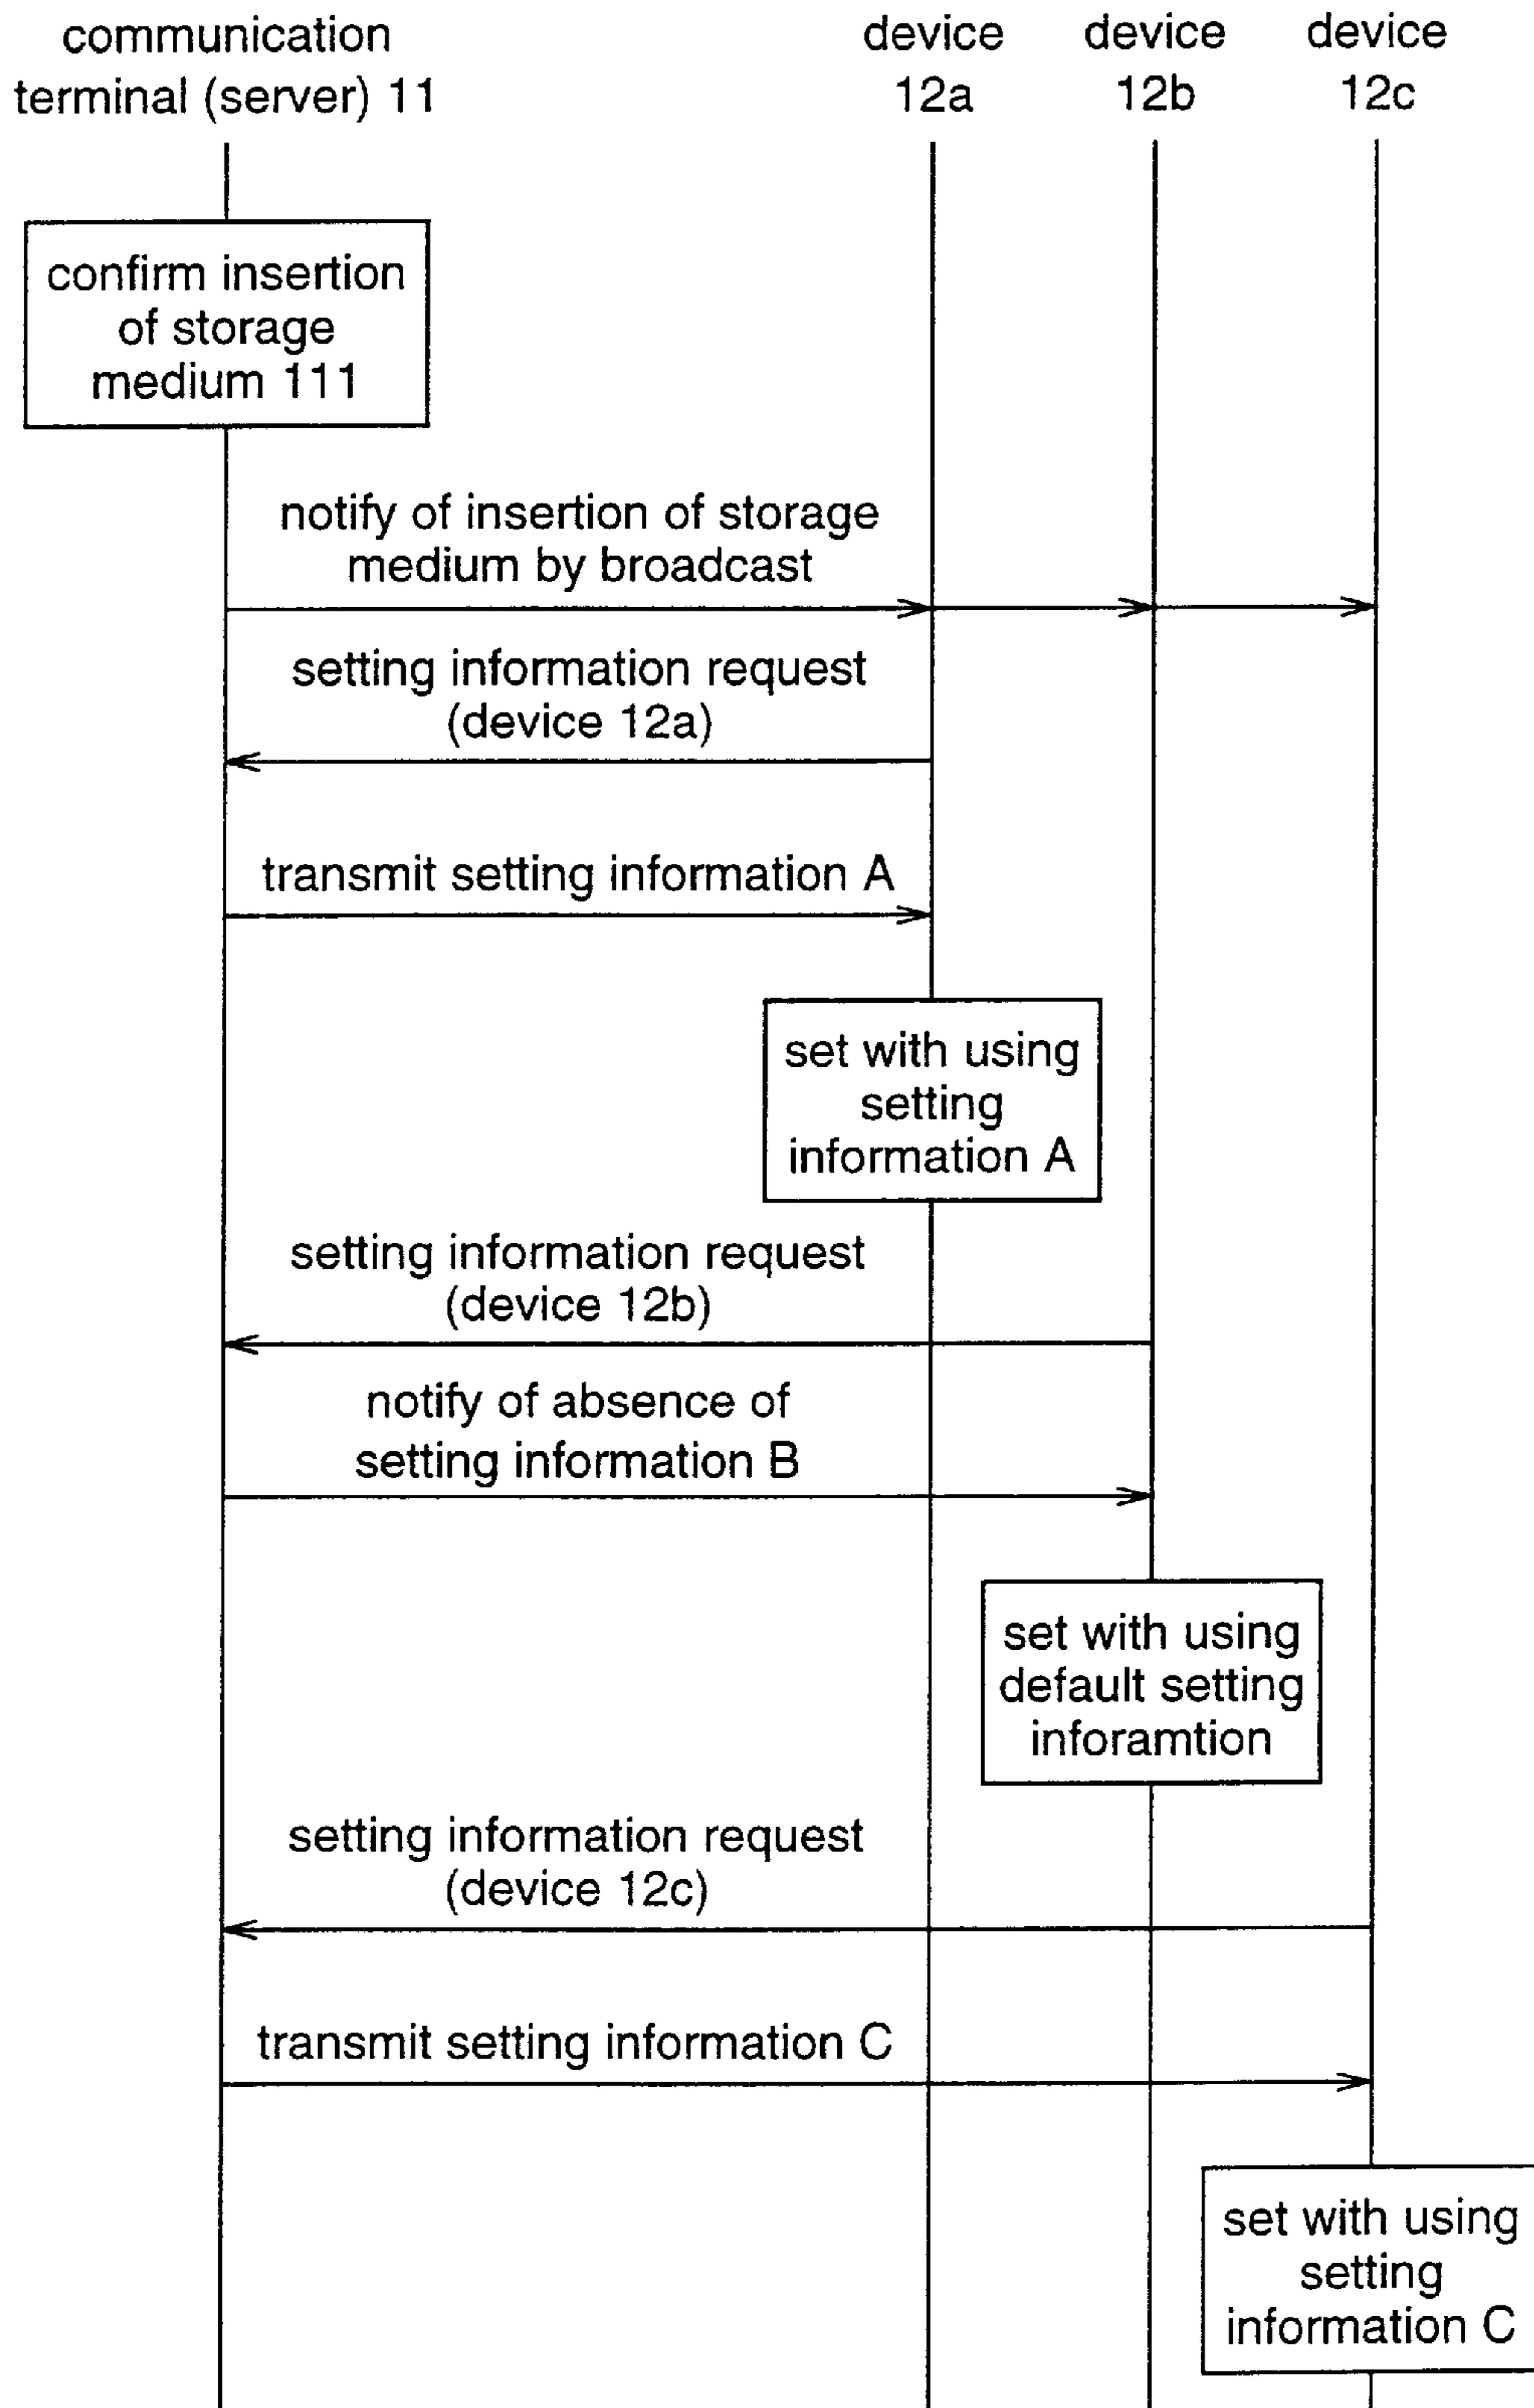 communication
terminal (server) 11
device
12a
device
12b
device
12c
confirm insertion
of storage
medium 111
notify of insertion of storage
medium by broadcast
setting information request
(device 12a)
transmit setting information A
set with using
setting
information A
setting information request
(device 12b)
notify of absence of
setting information B
set with using
default setting
inforamtion
setting information request
(device 12c)
transmit setting information C
set with using
setting
information C